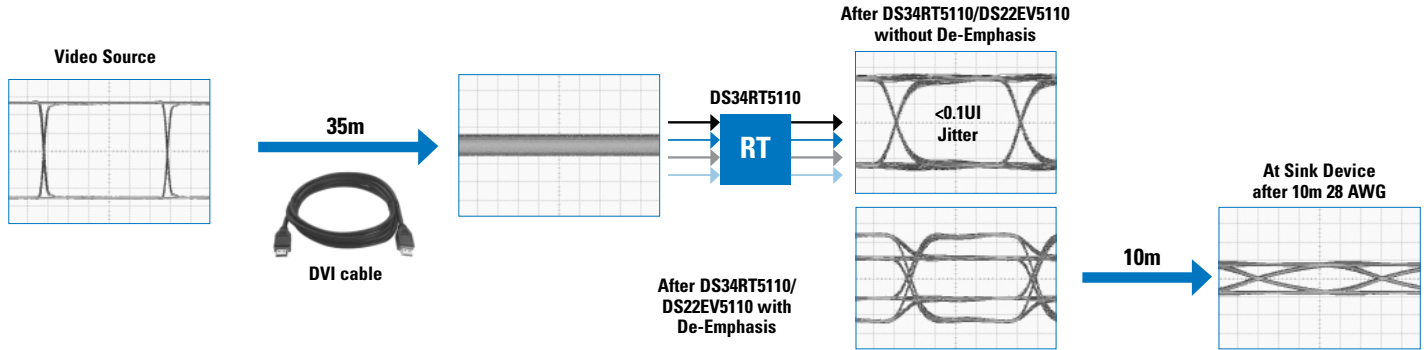 Video Source
35m
DVI cable
DS34RT5110
RT
After DS34RT5110/DS22EV5110
without De-Emphasis
<0.1UI
Jitter
After DS34RT5110/
DS22EV5110 with
De-Emphasis
10m
At Sink Device
after 10m 28 AWG